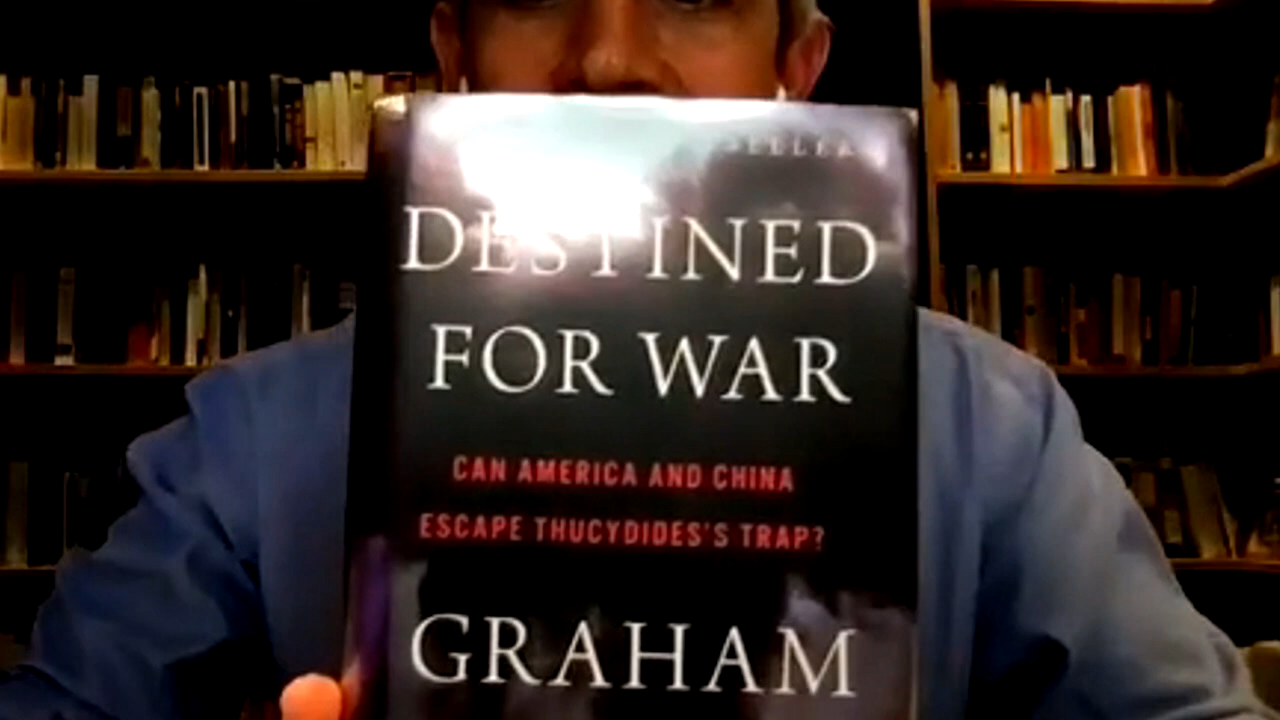 DESTINED
FOR WAR
CAN AMERICA AND CHINA
ESCAPE THUCYDIDES'S TRAP?
GRAHAM